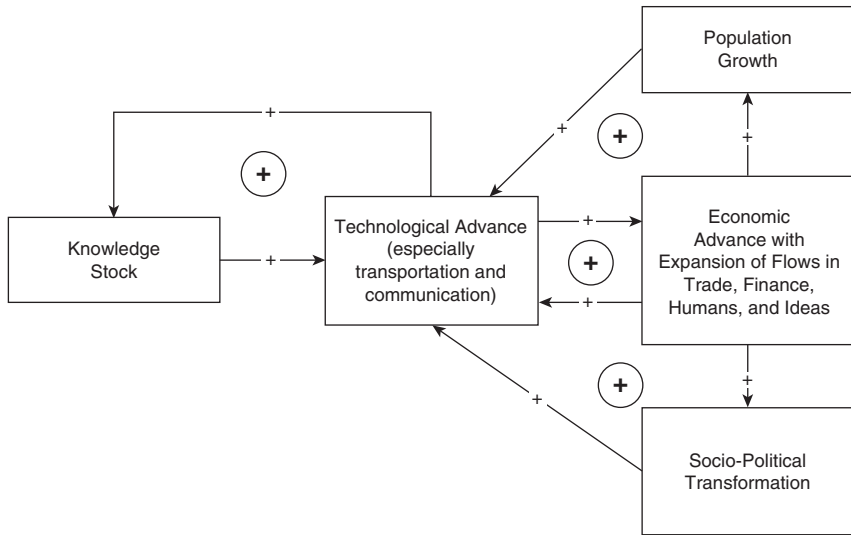 Population
Growth
+
+
+
+
+
Knowledge
Stock
+
Technological Advance
(especially
transportation and
communication)
+
+
+
Economic
Advance with
Expansion of Flows in
Trade, Finance,
Humans, and Ideas
+
+
+
Socio-Political
Transformation